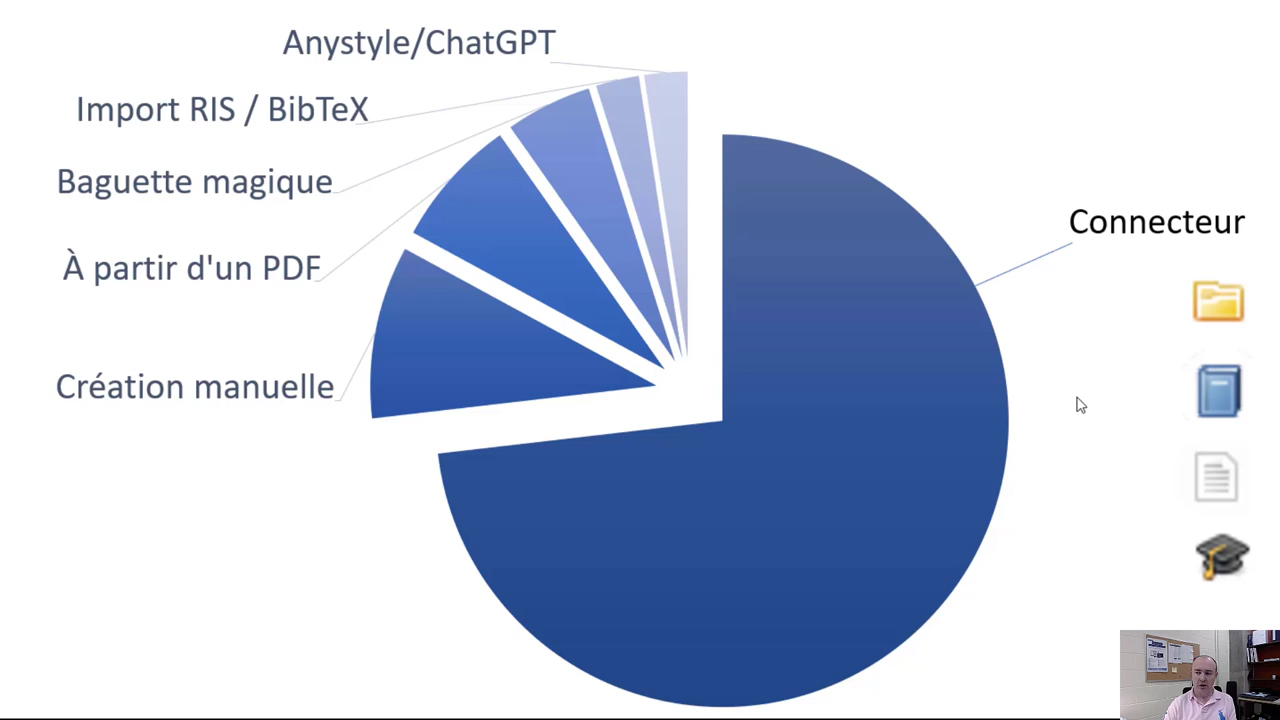 Anystyle/ChatGPT
Import RIS / BibTeX
Baguette magique
À partir d'un PDF
Création manuelle
Connecteur